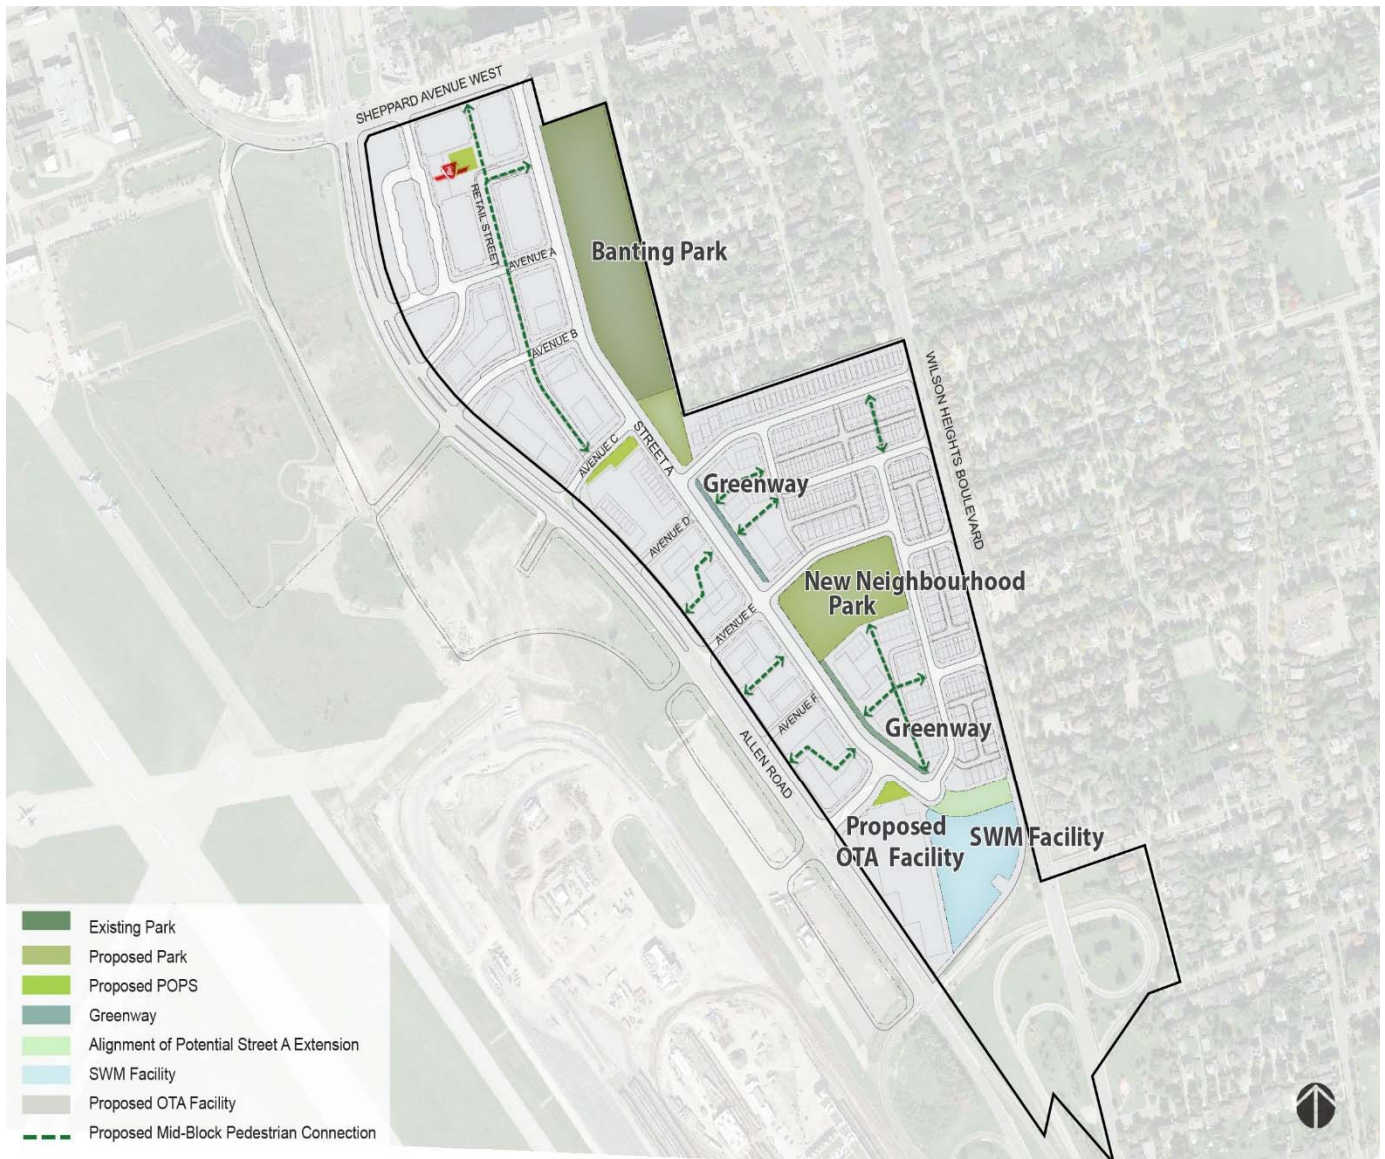 SHEPPARD AVENUE WEST
RETAIL STREET
Banting Park
AVENUE A
AVENUE B
WILSON HEIGHTS BOULEVARD
AVENUE C
STREET A
Greenway
AVENUE D
New Neighbourhood
Park
AVENUE E
AVENUE F
Greenway
ALLEN ROAD
Proposed
OTA Facility
SWM Facility
Existing Park
Proposed Park
Proposed POPS
Greenway
Alignment of Potential Street A Extension
SWM Facility
Proposed OTA Facility
Proposed Mid-Block Pedestrian Connection